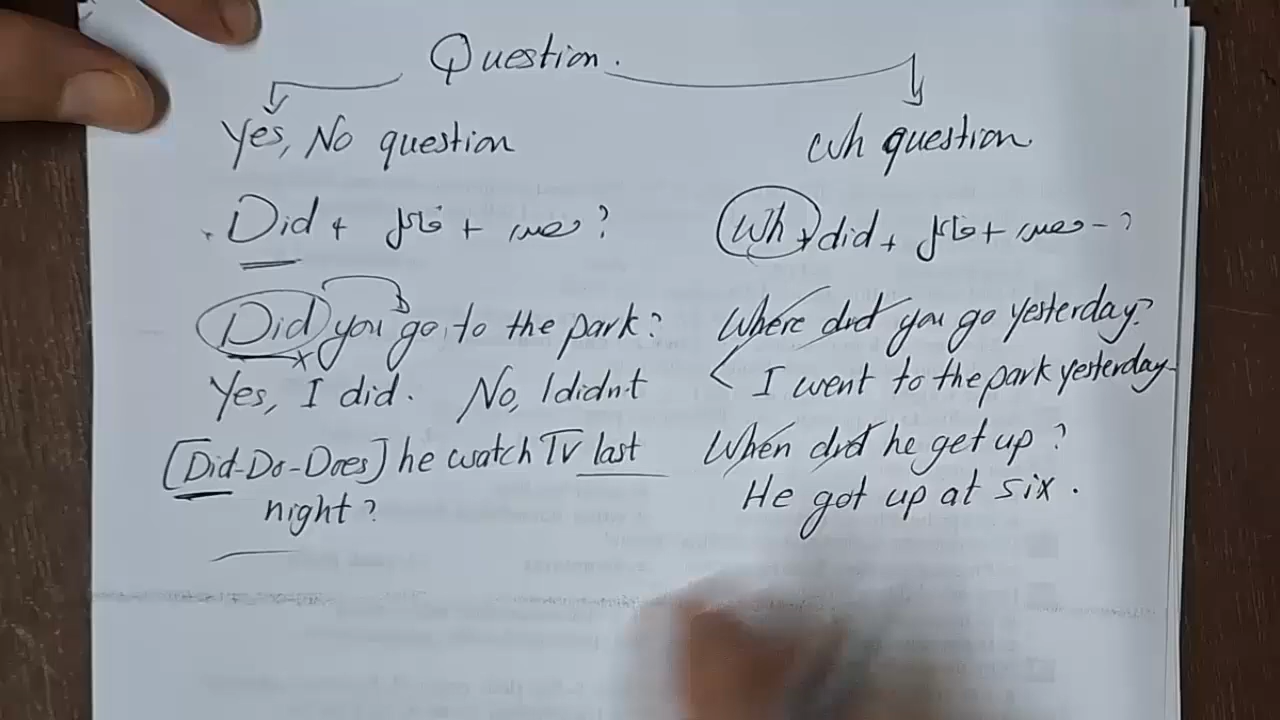 Question.
Yes, No question
Did + فاعل + مصدر ?
Did you go to the park?
Yes, I did. No, I didn't
[Did-Do-Does] he watch TV last
night?
Wh question
Wh + did + فاعل + مصدر - ?
Where did you go yesterday?
I went to the park yesterday-
When did he get up ?
He got up at six .